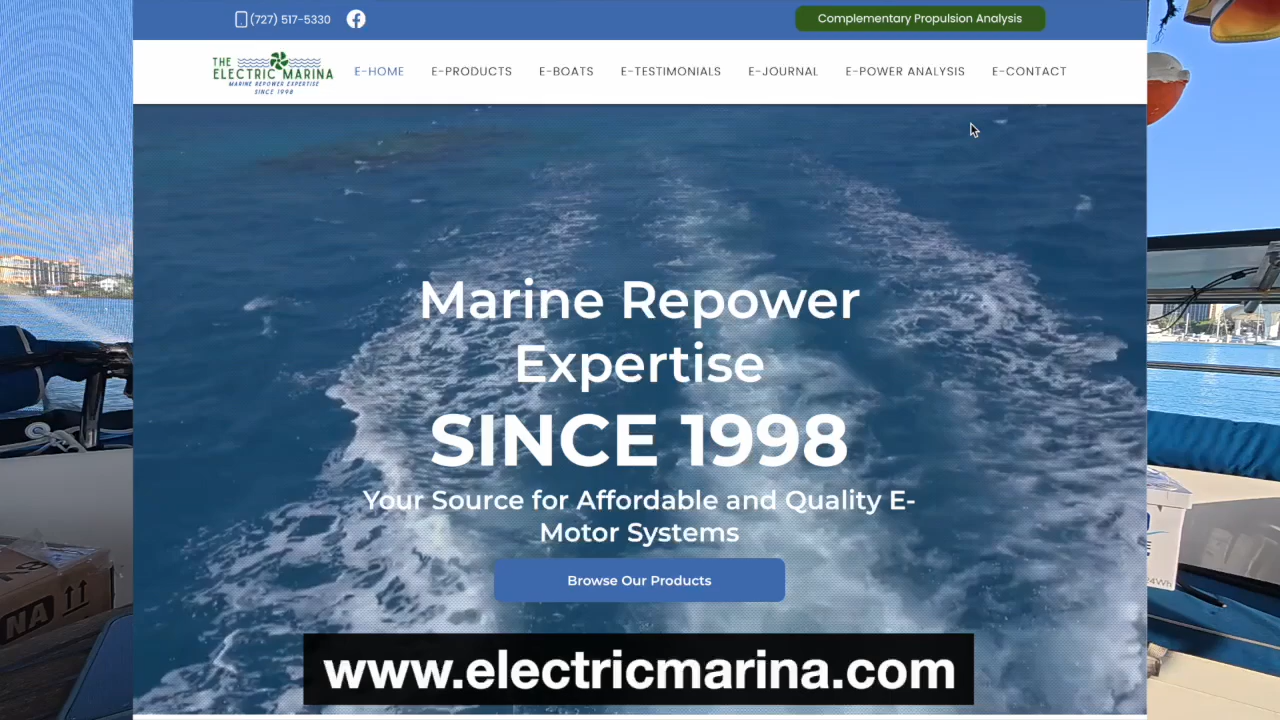 (727) 517-5330
Complementary Propulsion Analysis
THE
ELECTRIC MARINA
MARINE REPOWER EXPERTISE
SINCE 1998
E-HOME
E-PRODUCTS
E-BOATS
E-TESTIMONIALS
E-JOURNAL
E-POWER ANALYSIS
E-CONTACT
Marine Repower
Expertise
SINCE 1998
Your Source for Affordable and Quality E-
Motor Systems
Browse Our Products
NA
www.electricmarina.com